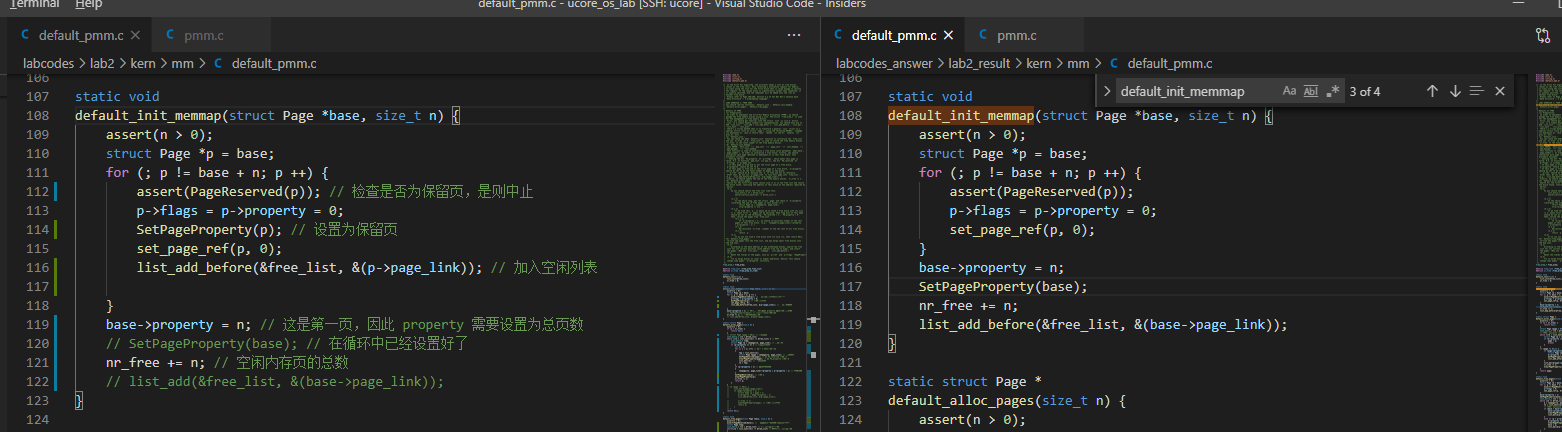 Terminal Help
default_pmm.c - ucore_os_lab [SSH: ucore] - Visual Studio Code - Insiders
default_pmm.c
pmm.c
labcodes > lab2 > kern > mm > C default_pmm.c
106
107 static void
108 default_init_memmap(struct Page *base, size_t n) {
109 assert(n > 0);
110 struct Page *p = base;
111 for (; p != base + n; p ++) {
112 assert(PageReserved(p)); // 检查是否为保留页，是则中止
113 p->flags = p->property = 0;
114 SetPageProperty(p); // 设置为保留页
115 set_page_ref(p, 0);
116 list_add_before(&free_list, &(p->page_link)); // 加入空闲列表
117
118 }
119 base->property = n; // 这是第一页，因此 property 需要设置为总页数
120 // SetPageProperty(base); // 在循环中已经设置好了
121 nr_free += n; // 空闲内存页的总数
122 // list_add(&free_list, &(base->page_link));
123 }
124
default_pmm.c
pmm.c
labcodes_answer > lab2_result > kern > mm > C default_pmm.c
default_init_memmap
Aa Abl .* 3 of 4
106
107 static void
108 default_init_memmap(struct Page *base, size_t n) {
109 assert(n > 0);
110 struct Page *p = base;
111 for (; p != base + n; p ++) {
112 assert(PageReserved(p));
113 p->flags = p->property = 0;
114 set_page_ref(p, 0);
115 }
116 base->property = n;
117 SetPageProperty(base);
118 nr_free += n;
119 list_add_before(&free_list, &(base->page_link));
120 }
121
122 static struct Page *
123 default_alloc_pages(size_t n) {
124 assert(n > 0);